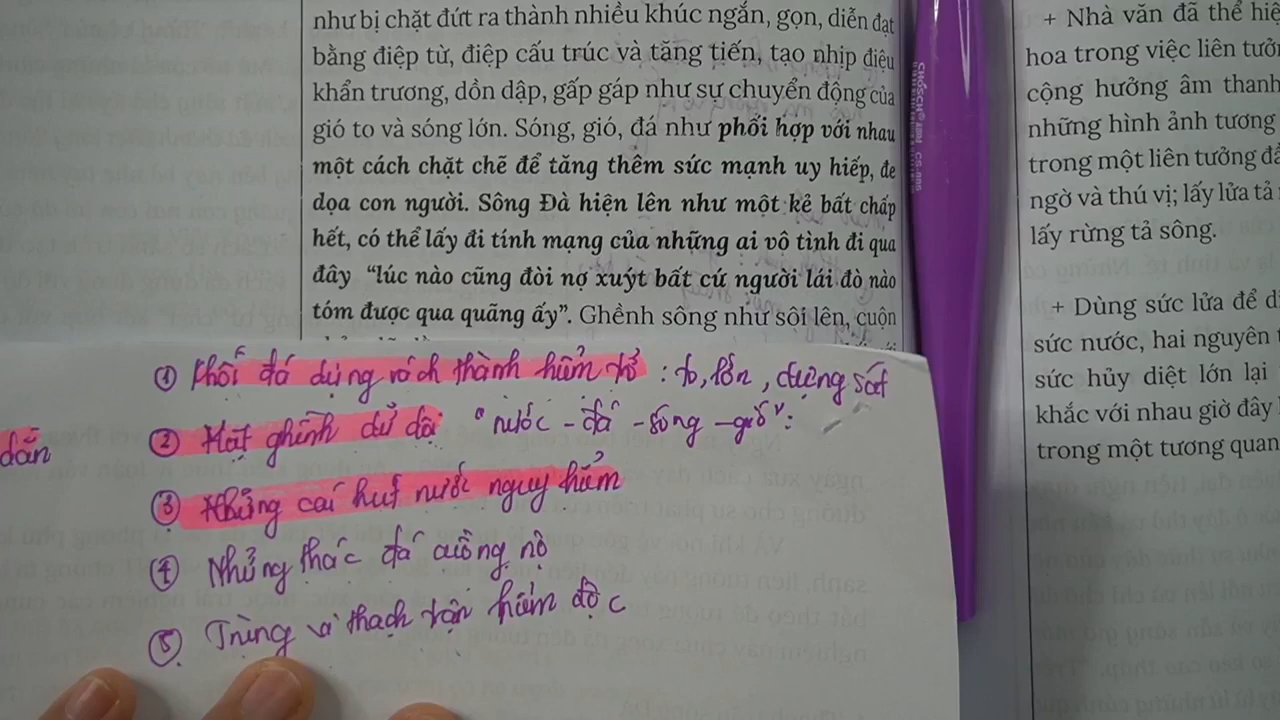 như bị chặt đứt ra thành nhiều khúc ngắn, gọn, diễn đạt
bằng điệp từ, điệp cấu trúc và tăng tiến, tạo nhịp điệu
khẩn trương, dồn dập, gấp gáp như sự chuyển động của
gió to và sóng lớn. Sóng, gió, đá như phối hợp với nhau
một cách chặt chẽ để tăng thêm sức mạnh uy hiếp, đe
dọa con người. Sông Đà hiện lên như một kẻ bất chấp
hết, có thể lấy đi tính mạng của những ai vô tình đi qua
đây "lúc nào cũng đòi nợ xuýt bất cứ người lái đò nào
tóm được qua quãng ấy". Ghềnh sông như sôi lên, cuộn
① Khối đá dựng vách thành hiểm trở : to, lớn, dựng sát
② Mặt ghềnh dữ dội "nước - đá - sóng - gió":
dẫn
③ Những cái hút nước nguy hiểm
④ Những thác đá cuồng nộ
⑤ Trùng vi thạch trận hiểm độc
CHOSCH
+ Nhà văn đã thể hiệ
hoa trong việc liên tưởn
cộng hưởng âm thanh
những hình ảnh tương
trong một liên tưởng đầ
ngờ và thú vị; lấy lửa tả
lấy rừng tả sông.
+ Dùng sức lửa để d
sức nước, hai nguyên
sức hủy diệt lớn lại
khắc với nhau giờ đây
trong một tương quan